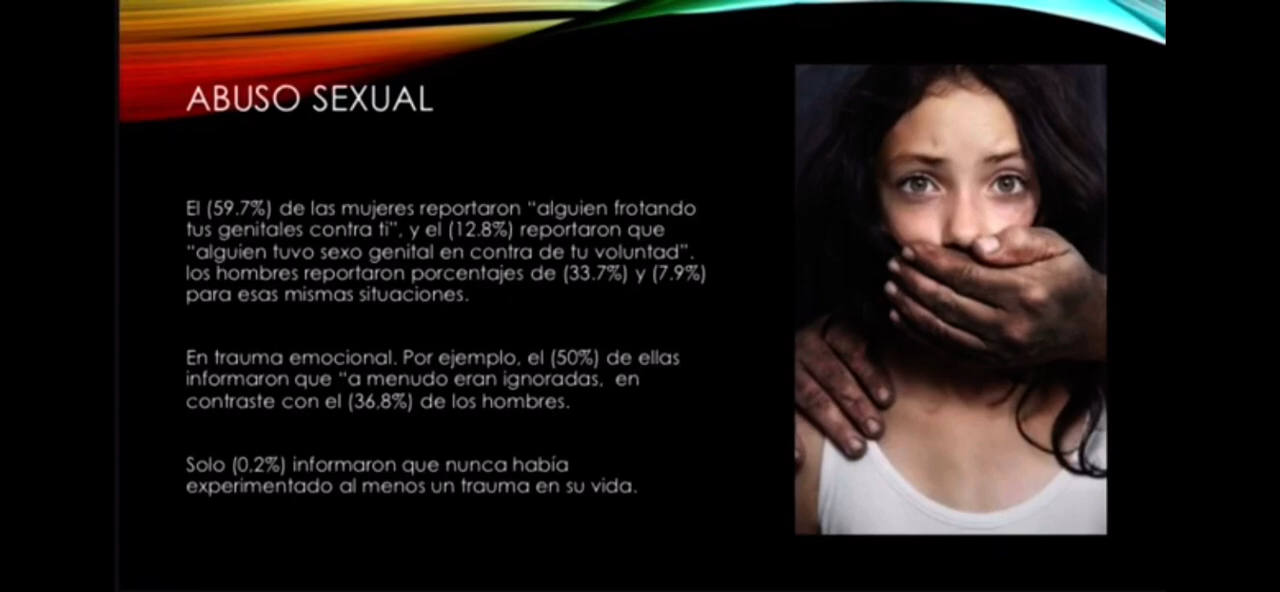 ABUSO SEXUAL
El (59.7%) de las mujeres reportaron "alguien frotando
tus genitales contra ti", y el (12.8%) reportaron que
"alguien tuvo sexo genital en contra de tu voluntad".
los hombres reportaron porcentajes de (33.7%) y (7.9%)
para esas mismas situaciones.
En trauma emocional. Por ejemplo, el (50%) de ellas
informaron que "a menudo eran ignoradas, en
contraste con el (36,8%) de los hombres.
Solo (0,2%) informaron que nunca había
experimentado al menos un trauma en su vida.